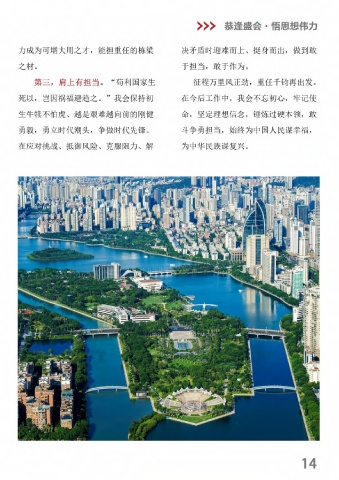 恭逢盛会·悟思想伟力
力成为可堪大用之才，能担重任的栋梁
之材。
第三，肩上有担当。“苟利国家生
死以，岂因祸福避趋之。”我会保持初
生牛犊不怕虎、越是艰难越向前的刚健
勇毅，勇立时代潮头，争做时代先锋。
在应对挑战、抵御风险、克服阻力、解
决矛盾时迎难而上、挺身而出，做到敢
于担当，敢于作为。
征程万里风正劲，重任千钧再出发。
在今后工作中，我会不忘初心，牢记使
命，坚定理想信念，锤炼过硬本领，敢
斗争勇担当，始终为中国人民谋幸福，
为中华民族谋复兴。
14